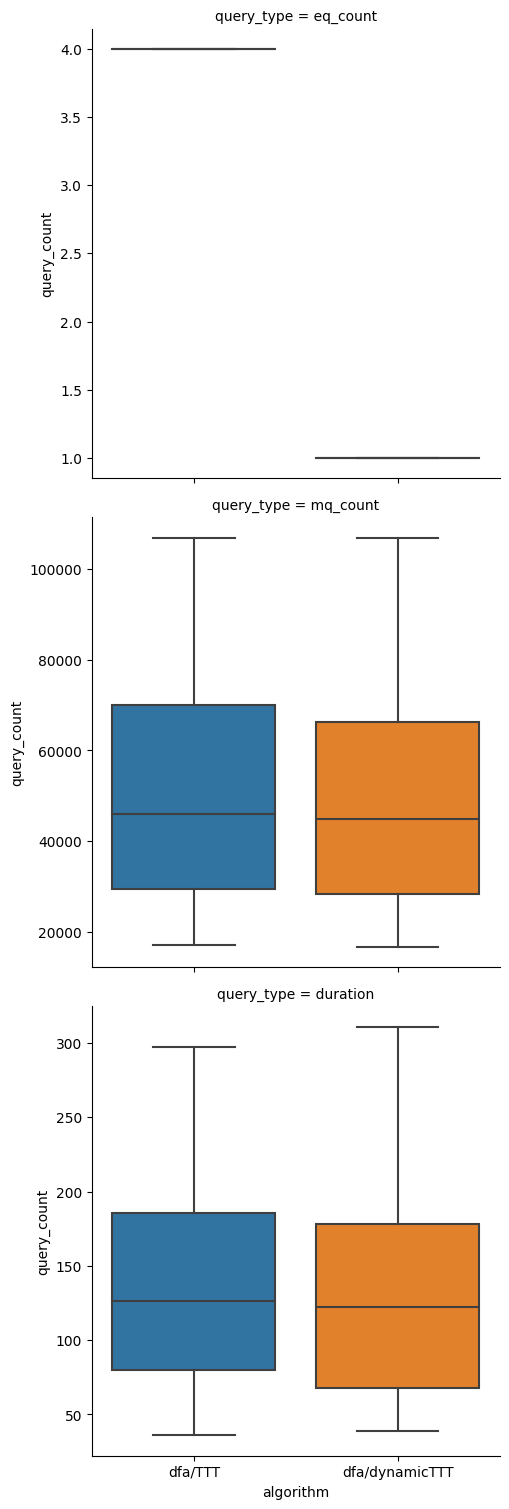 query_type = eq_count
4.0
3.5
3.0
2.5
2.0
1.5
1.0
query_count
query_type = mq_count
100000
80000
60000
40000
20000
query_count
query_type = duration
300
250
200
150
100
50
query_count
dfa/TTT
dfa/dynamicTTT
algorithm